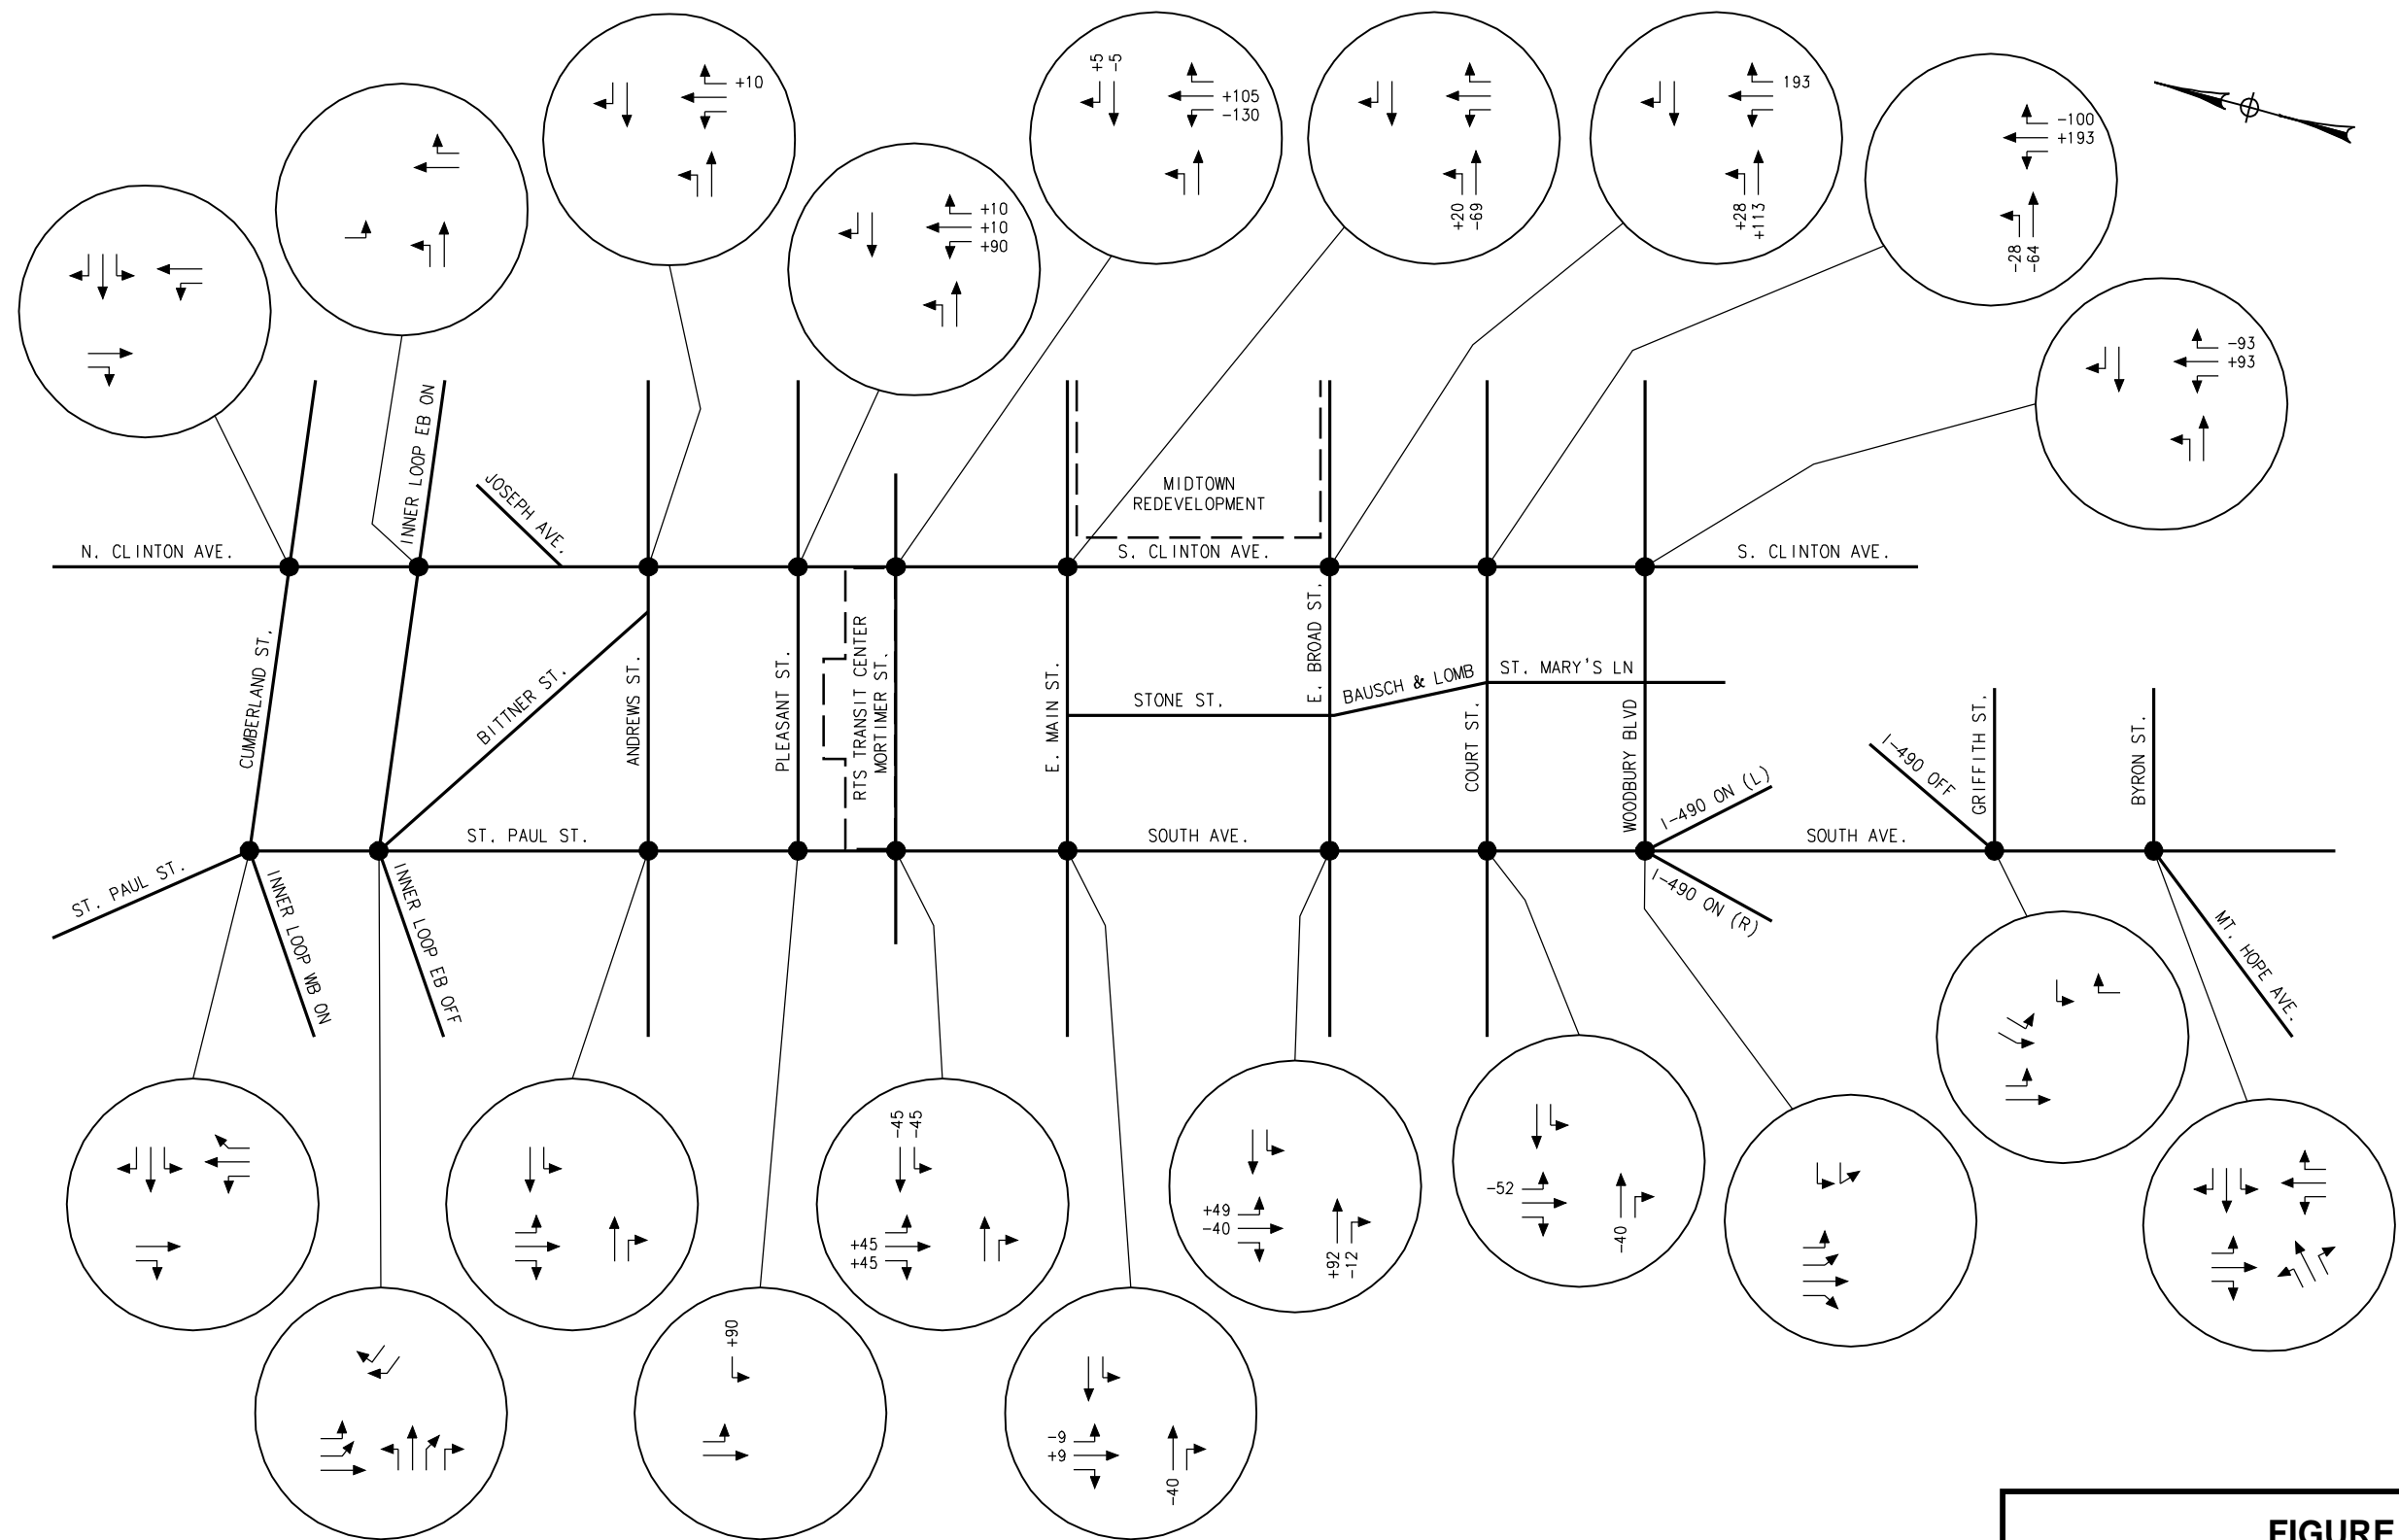 +10
+5
-5
+105
-130
193
-100
+193
+10
+10
+90
+20
-69
+28
+113
-28
-64
-93
+93
INNER LOOP EB ON
JOSEPH AVE.
MIDTOWN
REDEVELOPMENT
N. CLINTON AVE.
S. CLINTON AVE.
S. CLINTON AVE.
CUMBERLAND ST.
BITTNER ST.
ANDREWS ST.
PLEASANT ST.
RTS TRANSIT CENTER
MORTIMER ST.
E. MAIN ST.
STONE ST.
E. BROAD ST.
BAUSCH & LOMB
ST. MARY'S LN
COURT ST.
WOODBURY BLVD
I-490 ON (L)
I-490 OFF
GRIFFITH ST.
BYRON ST.
ST. PAUL ST.
SOUTH AVE.
SOUTH AVE.
ST. PAUL ST.
INNER LOOP WB ON
INNER LOOP EB OFF
I-490 ON (R)
MT. HOPE AVE.
-45
-45
+45
+45
+49
-40
+92
-12
-52
-40
+90
-9
+9
-40
FIGURE